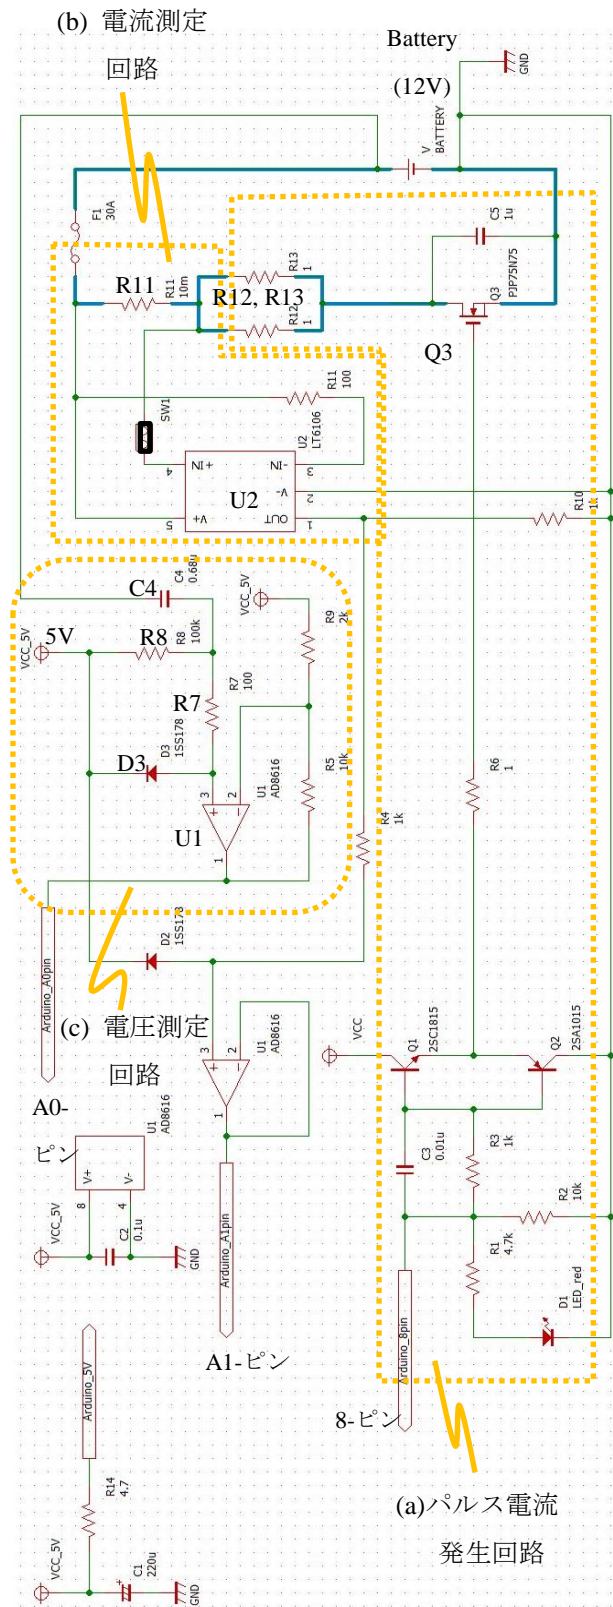 (b) 電流測定
回路
Battery
(12V)
GND
V
BATTERY
F1
30A
C5
1u
R11
R11
10m
R12, R13
R13
1
R12
1
Q3
PJP75N75
Q3
SW1
R11
100
U2
LT6106
+IN
-IN
4
3
V-
2
U2
V+
OUT
5
1
R10
1k
C4
C4
0.68u
VCC_5V
R9
2k
5V
VCC_5V
R8
R8
100k
R7
R7
100
D3
D3
1SS178
R5
10k
3
2
U1
AD8616
U1
1
R6
1
R4
1k
D2
1SS178
Arduino_A0pin
(c) 電圧測定
回路
3
2
U1
AD8616
1
VCC
Q1
2SC1815
Q2
2SA1015
A0-
ピン
U1
AD8616
V+
V-
8
4
C3
0.01u
R3
1k
R2
10k
VCC_5V
C2
0.1u
GND
Arduino_A1pin
R1
4.7k
D1
LED_red
Arduino_8pin
A1-ピン
8-ピン
Arduino_5V
R14
4.7
(a)パルス電流
発生回路
VCC_5V
C1
220u
GND